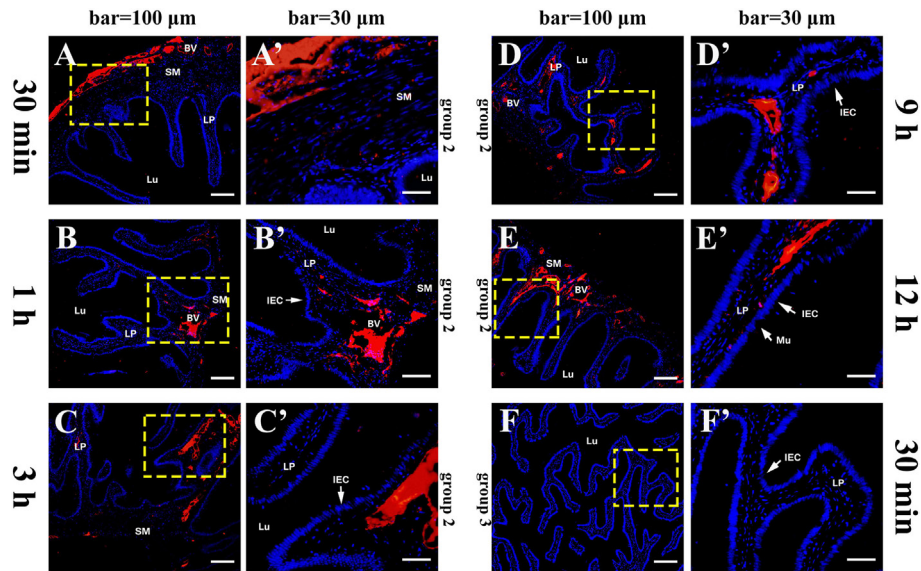 bar=100 µm bar=30 µm bar=100 µm bar=30 µm
30 min
A
BV
SM
LP
Lu
A'
SM
Lu
group 2
D
Lu
LP
BV
group 2
D'
LP
IEC
9 h
1 h
B
Lu
SM
BV
LP
B'
Lu
LP
SM
IEC
BV
group 2
E
SM
BV
Lu
group 2
E'
IEC
LP
Mu
12 h
3 h
C
LP
SM
C'
LP
IEC
Lu
group 2
F
Lu
group 3
F'
IEC
LP
30 min